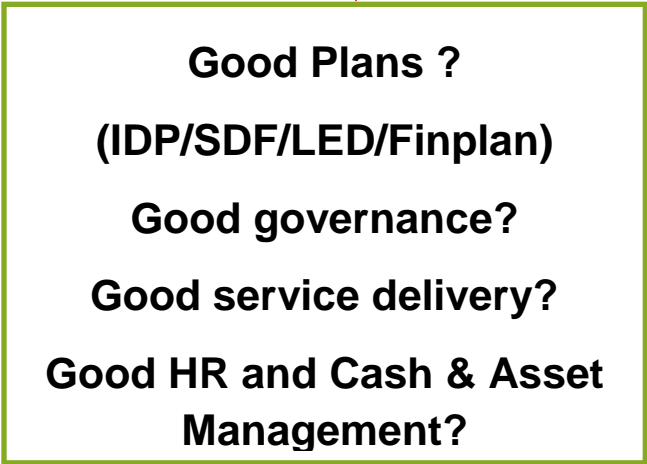 Good Plans ?
(IDP/SDF/LED/Finplan)
Good governance?
Good service delivery?
Good HR and Cash & Asset
Management?